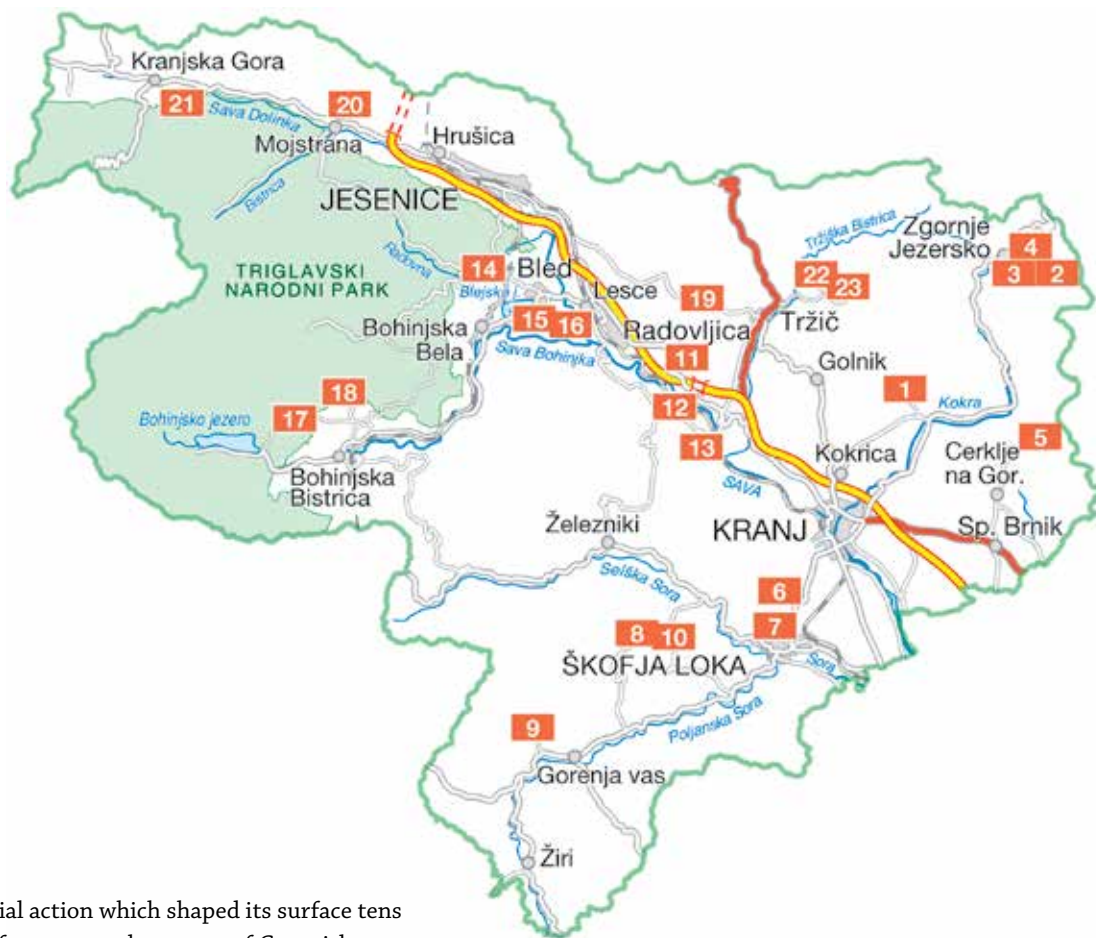 Kranjska Gora
21
Sava Dolinka
20
Mojstrana
Hrušica
Bistrica
JESENICE
Radovna
TRIGLAVSKI
NARODNI PARK
14
Bled
Blejsko
Lesce
Bohinjska
Bela
15
16
Radovljica
Sava Bohinjka
19
11
12
13
22
23
Tržič
Tržiška Bistrica
Zgornje
Jezersko
4
3
2
Golnik
1
Kokra
5
Cerklje
na Gor.
Kokrica
SAVA
KRANJ
Sp. Brnik
18
17
Bohinjsko jezero
Bohinjska
Bistrica
Železniki
Selška Sora
6
7
8
10
ŠKOFJA LOKA
Sora
9
Poljanska Sora
Gorenja vas
Žiri
ial action which shaped its surface tens